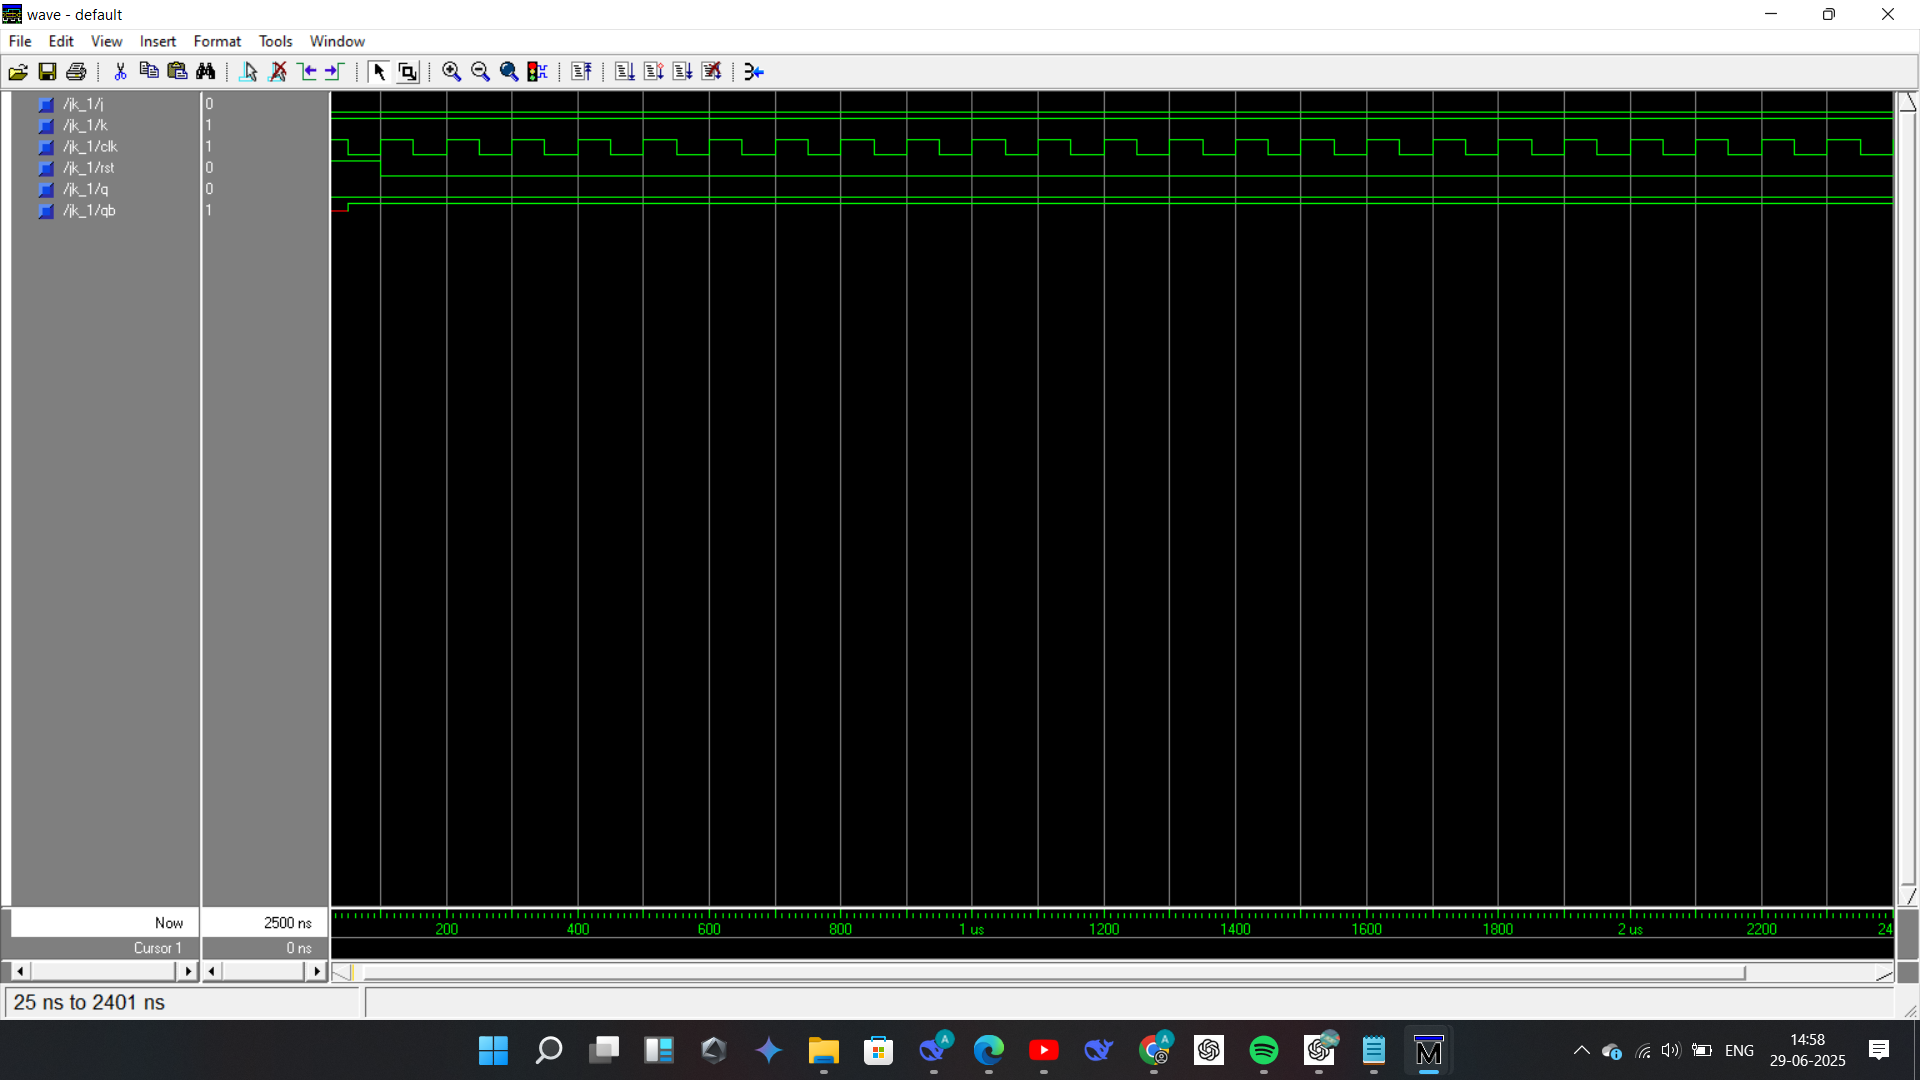 wave - default
File Edit View Insert Format Tools Window
/jk_1/j 0
/jk_1/k 1
/jk_1/clk 1
/jk_1/rst 0
/jk_1/q 0
/jk_1/qb 1
Now 2500 ns
200 400 600 800 1 us 1200 1400 1600 1800 2 us 2200 24
Cursor 1 0 ns
25 ns to 2401 ns
ENG
14:58
29-06-2025